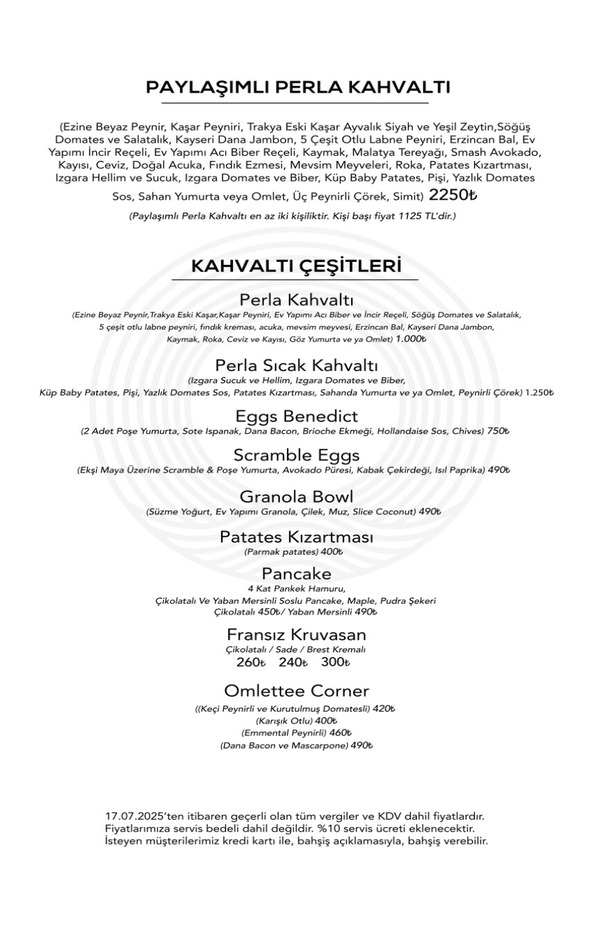 PAYLAŞIMLI PERLA KAHVALTI
(Ezine Beyaz Peynir, Kaşar Peyniri, Trakya Eski Kaşar Ayvalık Siyah ve Yeşil Zeytin,Söğüş
Domates ve Salatalık, Kayseri Dana Jambon, 5 Çeşit Otlu Labne Peyniri, Erzincan Bal, Ev
Yapımı İncir Reçeli, Ev Yapımı Acı Biber Reçeli, Kaymak, Malatya Tereyağı, Smash Avokado,
Kayısı, Ceviz, Doğal Acuka, Fındık Ezmesi, Mevsim Meyveleri, Roka, Patates Kızartması,
Izgara Hellim ve Sucuk, Izgara Domates ve Biber, Küp Baby Patates, Pişi, Yazlık Domates
Sos, Sahan Yumurta veya Omlet, Üç Peynirli Çörek, Simit) 2250₺
(Paylaşımlı Perla Kahvaltı en az iki kişiliktir. Kişi başı fiyat 1125 TL'dir.)
KAHVALTI ÇEŞİTLERİ
Perla Kahvaltı
(Ezine Beyaz Peynir,Trakya Eski Kaşar,Kaşar Peyniri, Ev Yapımı Acı Biber ve İncir Reçeli, Söğüş Domates ve Salatalık,
5 çeşit otlu labne peyniri, fındık kreması, acuka, mevsim meyvesi, Erzincan Bal, Kayseri Dana Jambon,
Kaymak, Roka, Ceviz ve Kayısı, Göz Yumurta ve ya Omlet) 1.000₺
Perla Sıcak Kahvaltı
(Izgara Sucuk ve Hellim, Izgara Domates ve Biber,
Küp Baby Patates, Pişi, Yazlık Domates Sos, Patates Kızartması, Sahanda Yumurta ve ya Omlet, Peynirli Çörek) 1.250₺
Eggs Benedict
(2 Adet Poşe Yumurta, Sote Ispanak, Dana Bacon, Brioche Ekmeği, Hollandaise Sos, Chives) 750₺
Scramble Eggs
(Ekşi Maya Üzerine Scramble & Poşe Yumurta, Avokado Püresi, Kabak Çekirdeği, Isıl Paprika) 490₺
Granola Bowl
(Süzme Yoğurt, Ev Yapımı Granola, Çilek, Muz, Slice Coconut) 490₺
Patates Kızartması
(Parmak patates) 400₺
Pancake
4 Kat Pankek Hamuru,
Çikolatalı Ve Yaban Mersinli Soslu Pancake, Maple, Pudra Şekeri
Çikolatalı 450₺/ Yaban Mersinli 490₺
Fransız Kruvasan
Çikolatalı / Sade / Brest Kremalı
260₺ 240₺ 300₺
Omlettee Corner
((Keçi Peynirli ve Kurutulmuş Domatesli) 420₺
(Karışık Otlu) 400₺
(Emmental Peynirli) 460₺
(Dana Bacon ve Mascarpone) 490₺
17.07.2025'ten itibaren geçerli olan tüm vergiler ve KDV dahil fiyatlardır.
Fiyatlarımıza servis bedeli dahil değildir. %10 servis ücreti eklenecektir.
İsteyen müşterilerimiz kredi kartı ile, bahşiş açıklamasıyla, bahşiş verebilir.